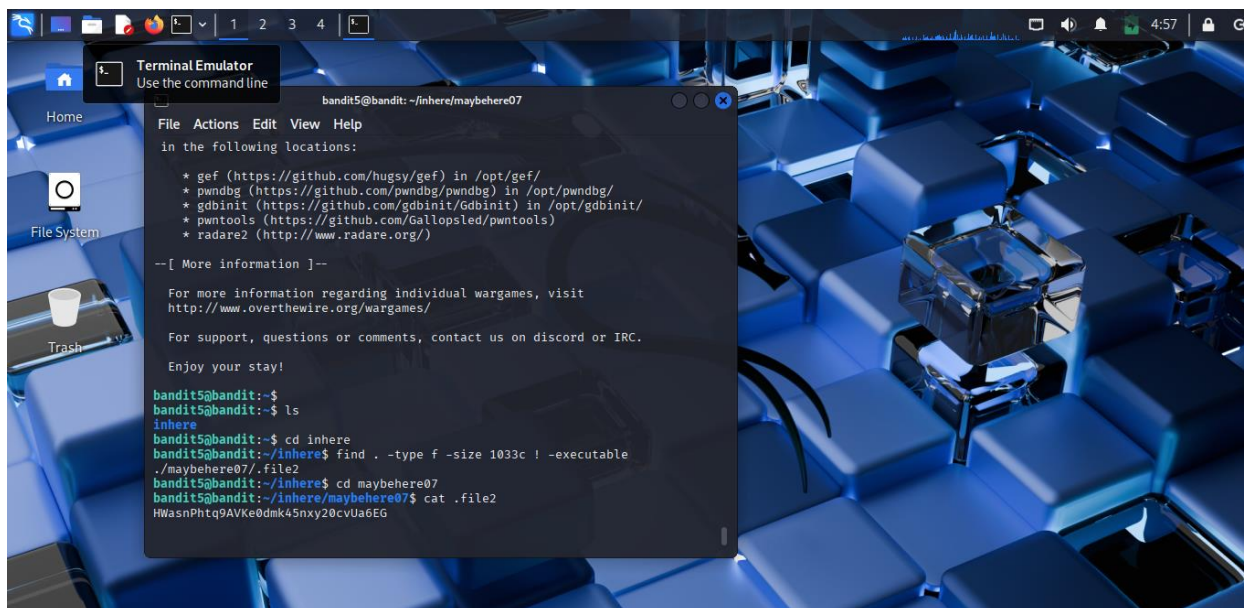 1 2 3 4
4:57
Terminal Emulator
Use the command line
Home
File System
Trash
bandit5@bandit: ~/inhere/maybehere07
File Actions Edit View Help
in the following locations:
* gef (https://github.com/hugsy/gef) in /opt/gef/
* pwndbg (https://github.com/pwndbg/pwndbg) in /opt/pwndbg/
* gdbinit (https://github.com/gdbinit/Gdbinit) in /opt/gdbinit/
* pwntools (https://github.com/Gallopsled/pwntools)
* radare2 (http://www.radare.org/)
--[ More information ]--
For more information regarding individual wargames, visit
http://www.overthewire.org/wargames/
For support, questions or comments, contact us on discord or IRC.
Enjoy your stay!
bandit5@bandit:~$
bandit5@bandit:~$ ls
inhere
bandit5@bandit:~$ cd inhere
bandit5@bandit:~/inhere$ find . -type f -size 1033c ! -executable
./maybehere07/.file2
bandit5@bandit:~/inhere$ cd maybehere07
bandit5@bandit:~/inhere/maybehere07$ cat .file2
HWasnPhtq9AVKe0dmk45nxy20cvUa6EG